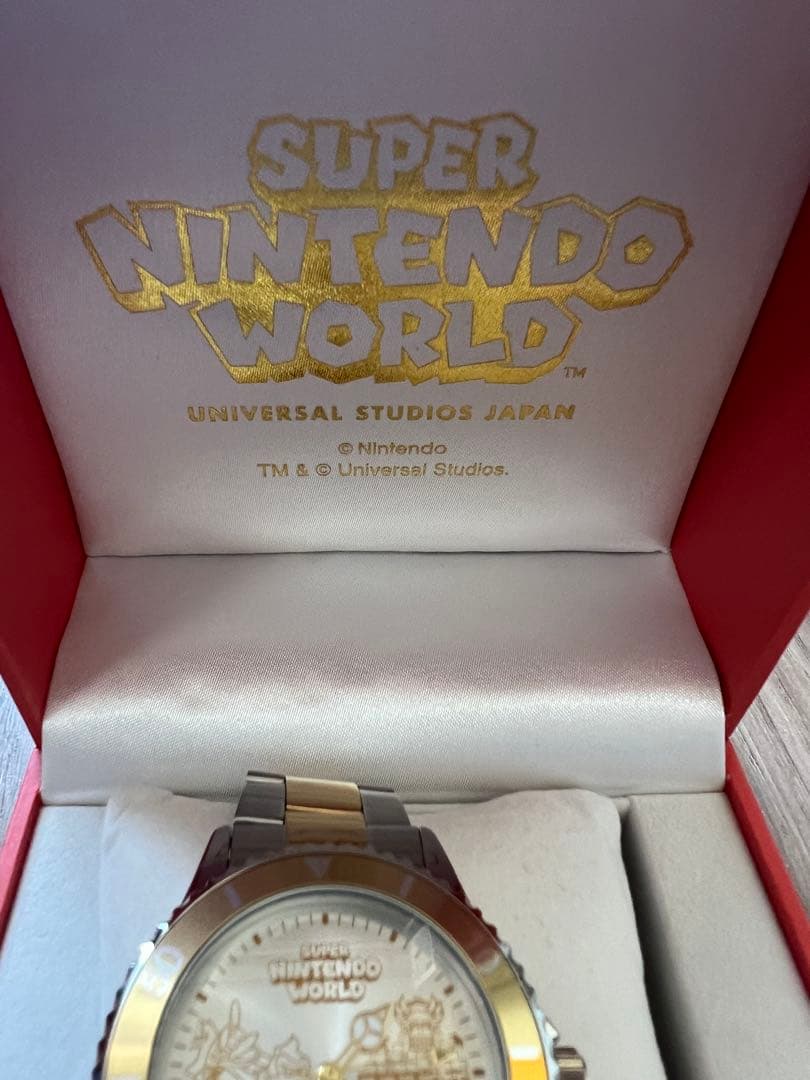 SUPER
NINTENDO
WORLD
TM
UNIVERSAL STUDIOS JAPAN
© Nintendo
TM & © Universal Studios.
SUPER
NINTENDO
WORLD